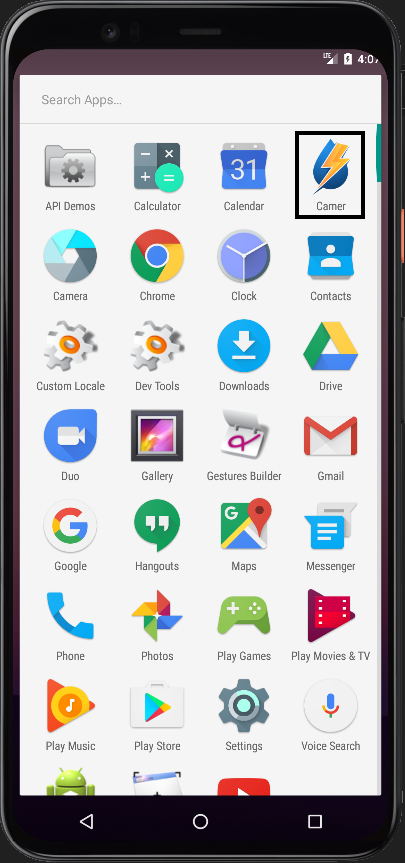 LTE 4:07
Search Apps…
API Demos Calculator Calendar Camer
31
Camera Chrome Clock Contacts
Custom Locale Dev Tools Downloads Drive
Duo Gallery Gestures Builder Gmail
Google Hangouts Maps Messenger
Phone Photos Play Games Play Movies & TV
Play Music Play Store Settings Voice Search